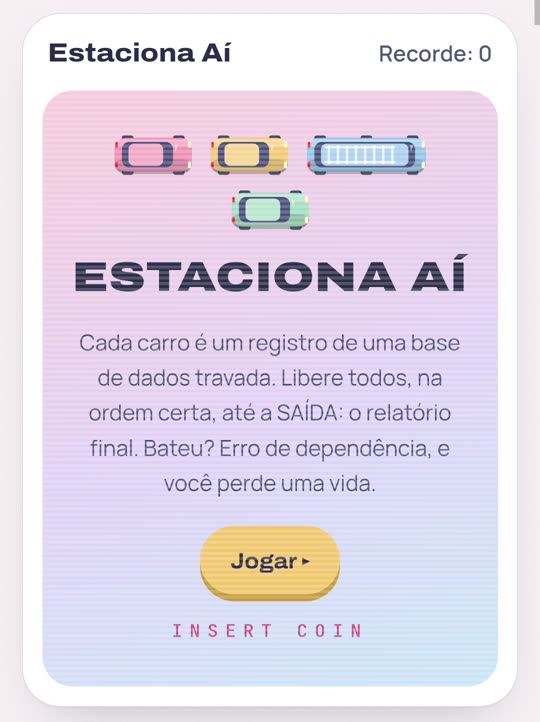 Estaciona Aí
Recorde: 0
ESTACIONA AÍ
Cada carro é um registro de uma base
de dados travada. Libere todos, na
ordem certa, até a SAÍDA: o relatório
final. Bateu? Erro de dependência, e
você perde uma vida.
Jogar ▸
INSERT COIN